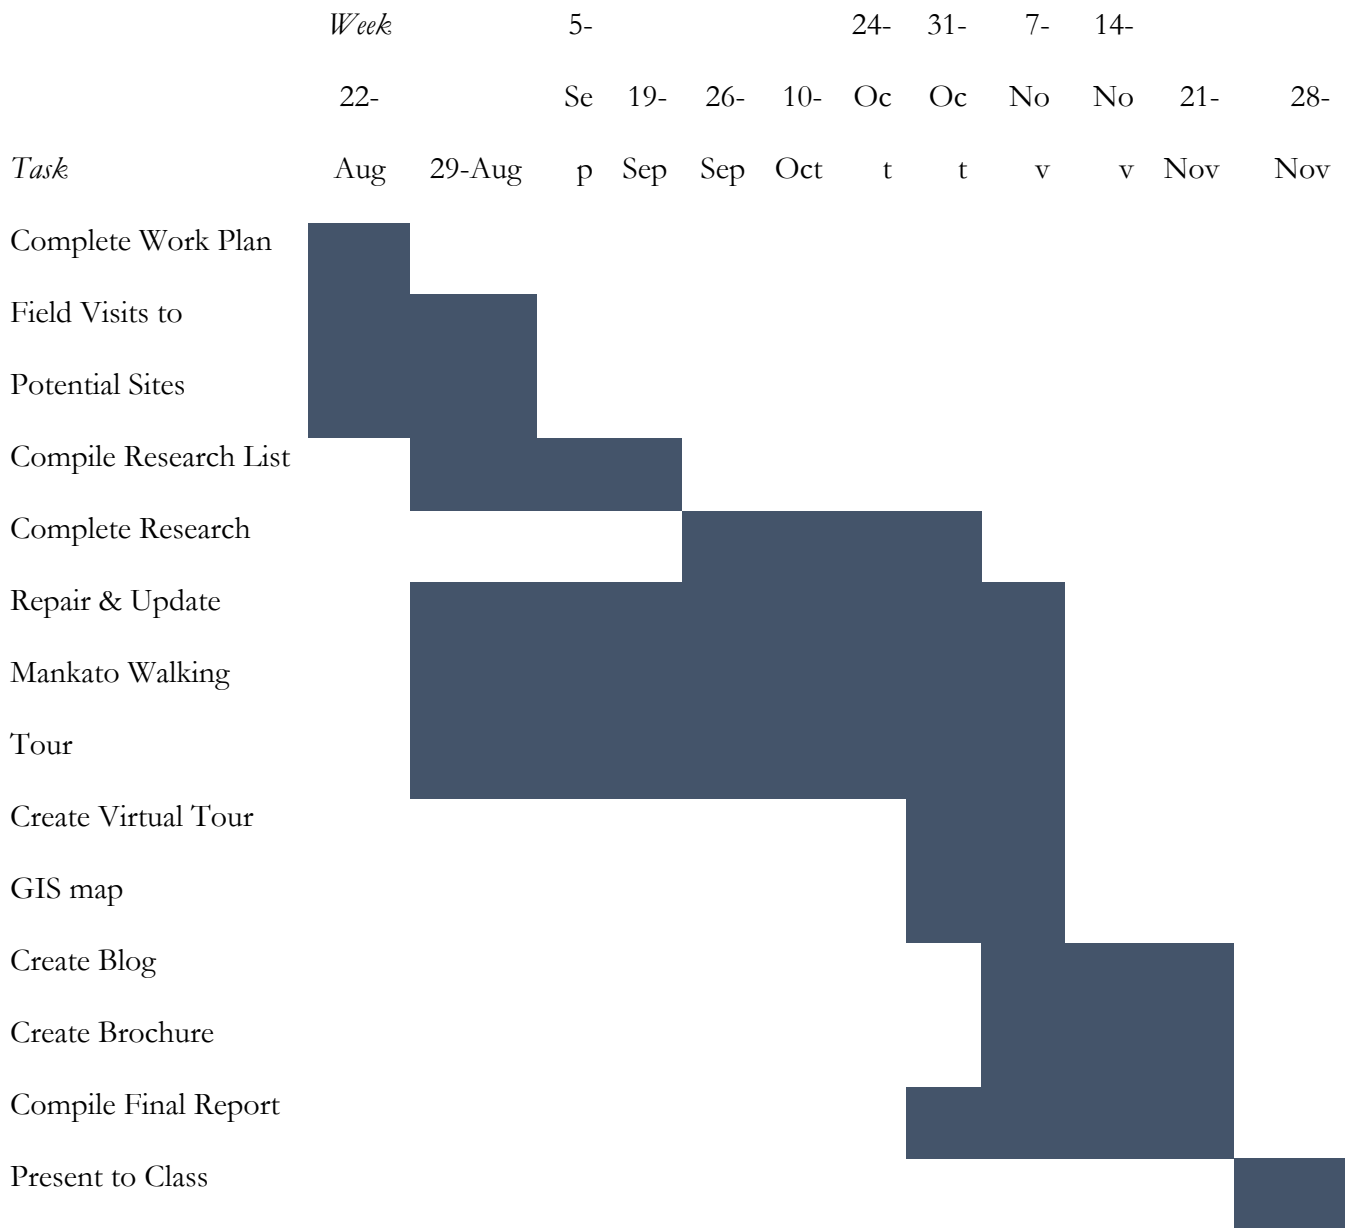 Week 5- 24- 31- 7- 14-
22- Se 19- 26- 10- Oc Oc No No 21- 28-
Task Aug 29-Aug p Sep Sep Oct t t v v Nov Nov
Complete Work Plan
Field Visits to
Potential Sites
Compile Research List
Complete Research
Repair & Update
Mankato Walking
Tour
Create Virtual Tour
GIS map
Create Blog
Create Brochure
Compile Final Report
Present to Class